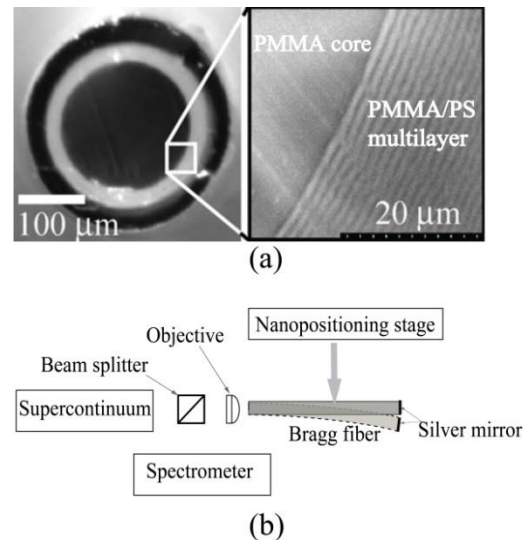 PMMA core
PMMA/PS
multilayer
100 μm
20 μm
(a)
Nanopositioning stage
Objective
Beam splitter
Supercontinuum
Bragg fiber
Silver mirror
Spectrometer
(b)